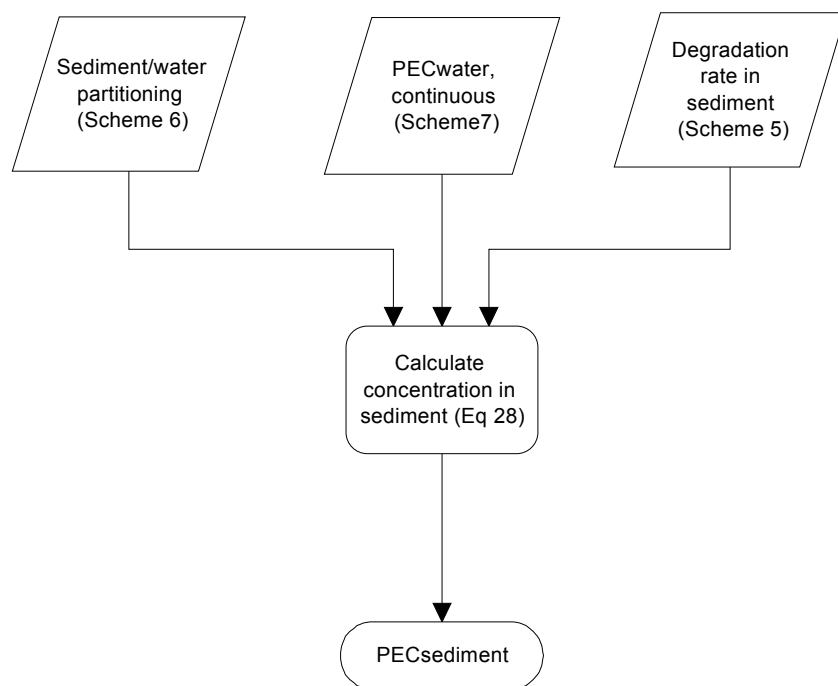 Sediment/water
partitioning
(Scheme 6)
PECwater,
continuous
(Scheme7)
Degradation
rate in
sediment
(Scheme 5)
Calculate
concentration in
sediment (Eq 28)
PECsediment